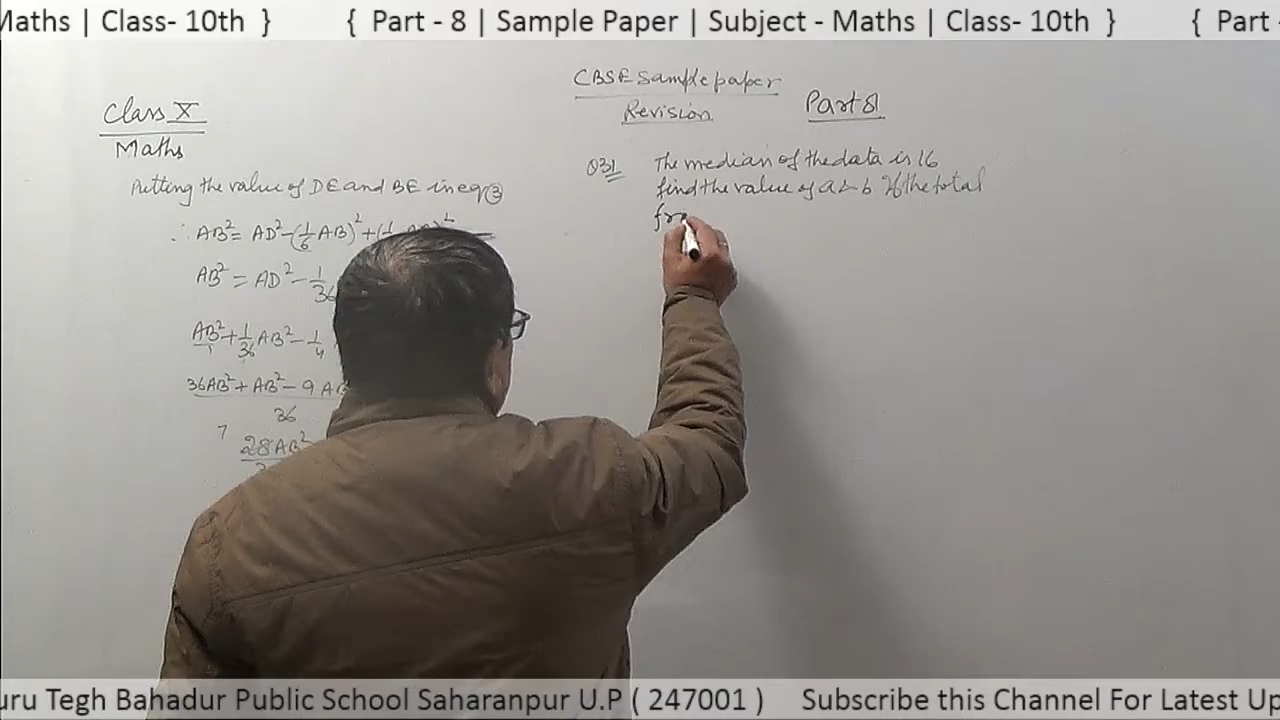 Maths | Class- 10th } { Part - 8 | Sample Paper | Subject - Maths | Class- 10th } { Part -
Class X
Maths
Putting the value of DE and BE in eq ③
∴ AB² = AD² - (1/6 AB)² + (
AB² = AD² - 1/36
AB²/1 + 1/36 AB² - 1/4
36AB² + AB² - 9 AB
36
7
28AB²
CBSE Sample paper
Revision
Part 8
Q31 The median of the data is 16
find the value of a & b If the total
fr
uru Tegh Bahadur Public School Saharanpur U.P ( 247001 ) Subscribe this Channel For Latest Up